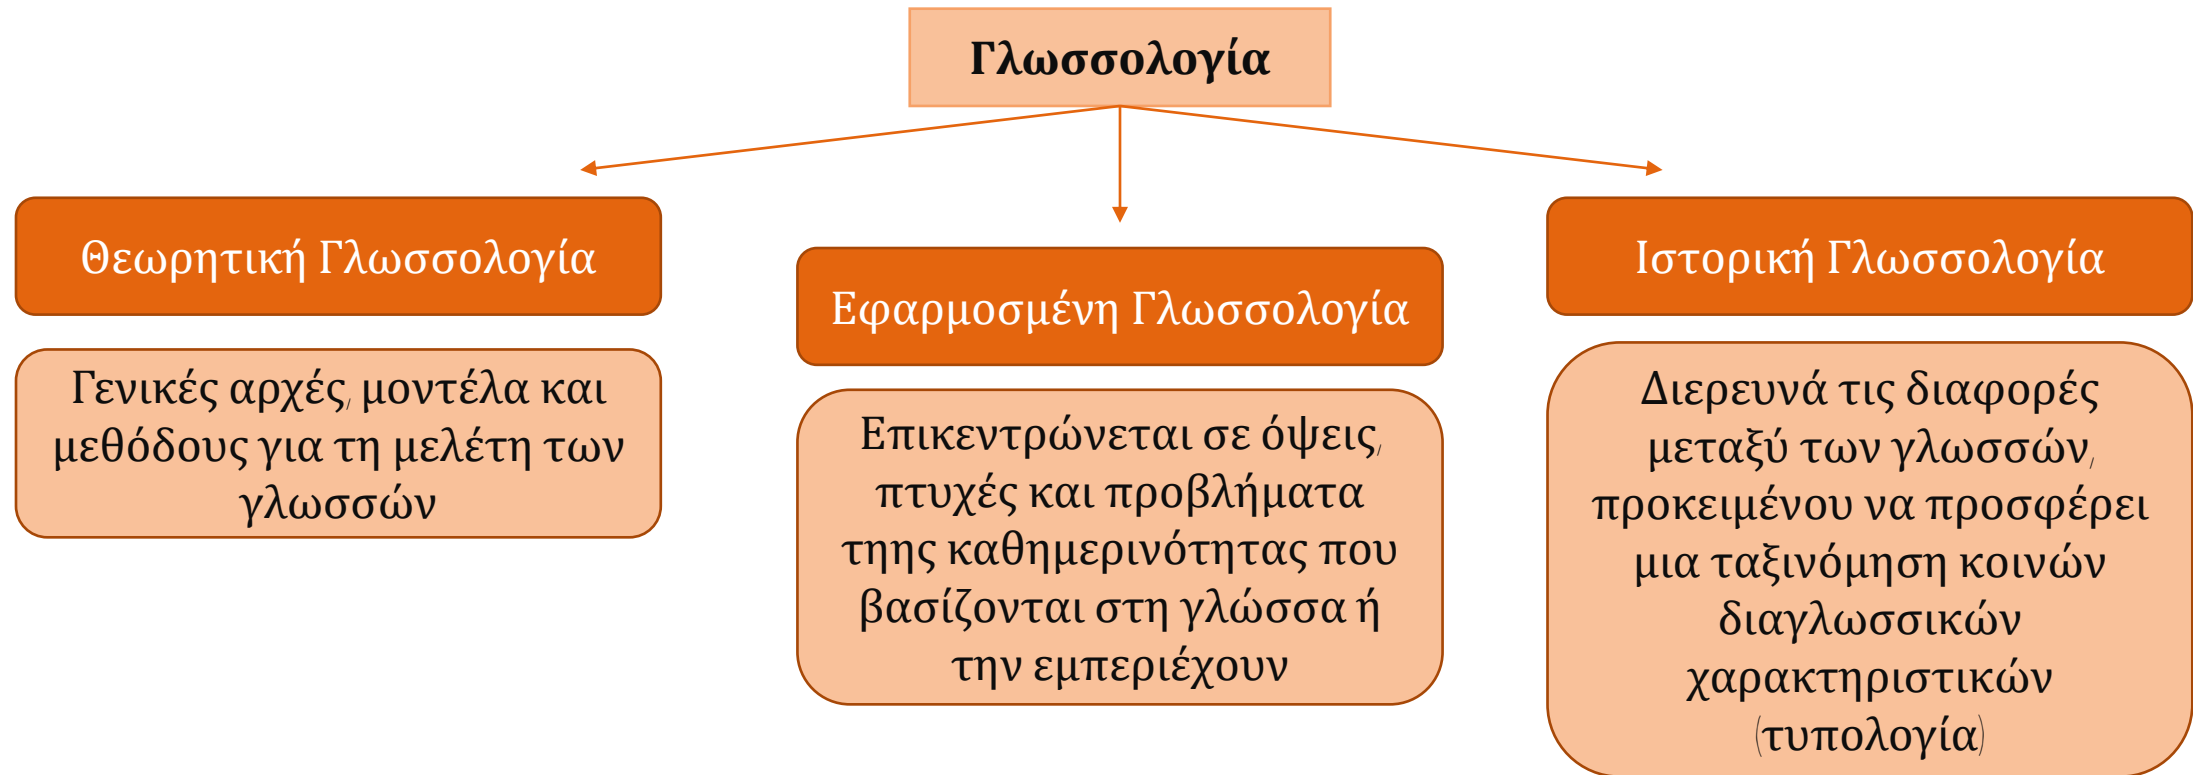 Γλωσσολογία
Θεωρητική Γλωσσολογία
Γενικές αρχές, μοντέλα και
μεθόδους για τη μελέτη των
γλωσσών
Εφαρμοσμένη Γλωσσολογία
Επικεντρώνεται σε όψεις,
πτυχές και προβλήματα
τηης καθημερινότητας που
βασίζονται στη γλώσσα ή
την εμπεριέχουν
Ιστορική Γλωσσολογία
Διερευνά τις διαφορές
μεταξύ των γλωσσών,
προκειμένου να προσφέρει
μια ταξινόμηση κοινών
διαγλωσσικών
χαρακτηριστικών
(τυπολογία)